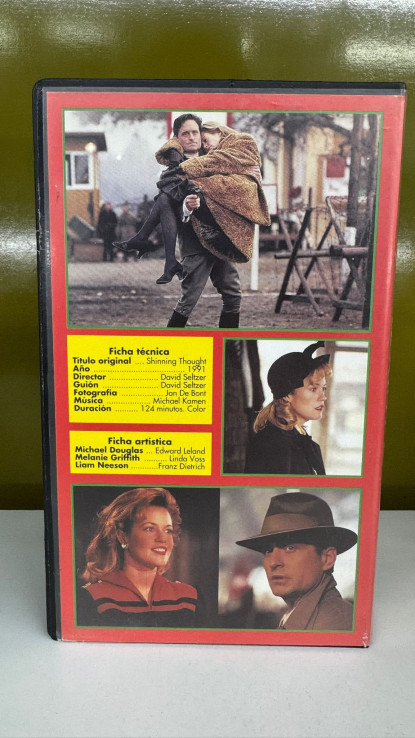 Ficha técnica
Titulo original .... Shinning Thought
Año ................................ 1991
Director ........................ David Seltzer
Guión ........................... David Seltzer
Fotografía ..................... Jan De Bont
Música .................... Michael Kamen
Duración .......... 124 minutos. Color
Ficha artística
Michael Douglas ... Edward Leland
Melanie Griffith .......... Linda Voss
Liam Neeson ............ Franz Dietrich